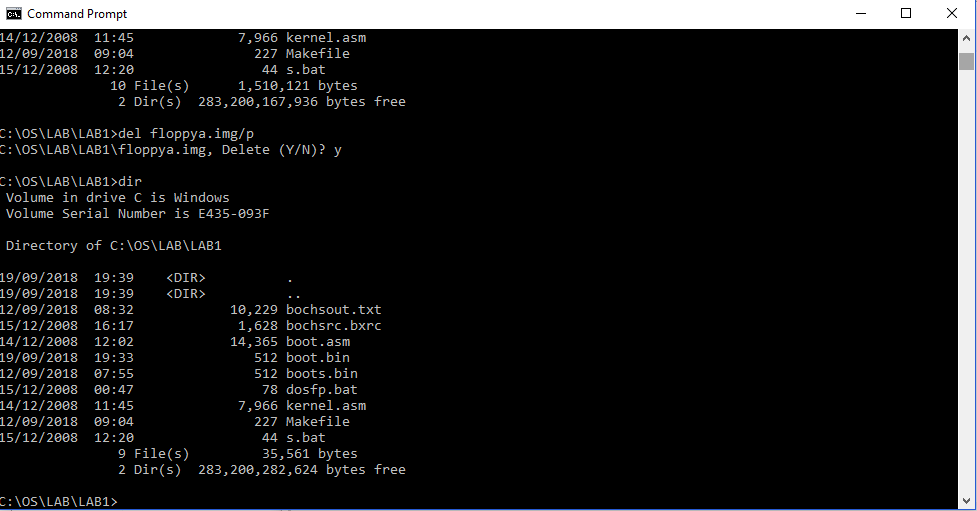 Command Prompt
14/12/2008  11:45             7,966 kernel.asm
12/09/2018  09:04               227 Makefile
15/12/2008  12:20                44 s.bat
              10 File(s)      1,510,121 bytes
               2 Dir(s)  283,200,167,936 bytes free
C:\OS\LAB\LAB1>del floppya.img/p
C:\OS\LAB\LAB1\floppya.img, Delete (Y/N)? y
C:\OS\LAB\LAB1>dir
 Volume in drive C is Windows
 Volume Serial Number is E435-093F
 Directory of C:\OS\LAB\LAB1
19/09/2018  19:39    <DIR>          .
19/09/2018  19:39    <DIR>          ..
12/09/2018  08:32            10,229 bochsout.txt
15/12/2008  16:17             1,628 bochsrc.bxrc
14/12/2008  12:02            14,365 boot.asm
19/09/2018  19:33               512 boot.bin
12/09/2018  07:55               512 boots.bin
15/12/2008  00:47                78 dosfp.bat
14/12/2008  11:45             7,966 kernel.asm
12/09/2018  09:04               227 Makefile
15/12/2008  12:20                44 s.bat
               9 File(s)         35,561 bytes
               2 Dir(s)  283,200,282,624 bytes free
C:\OS\LAB\LAB1>